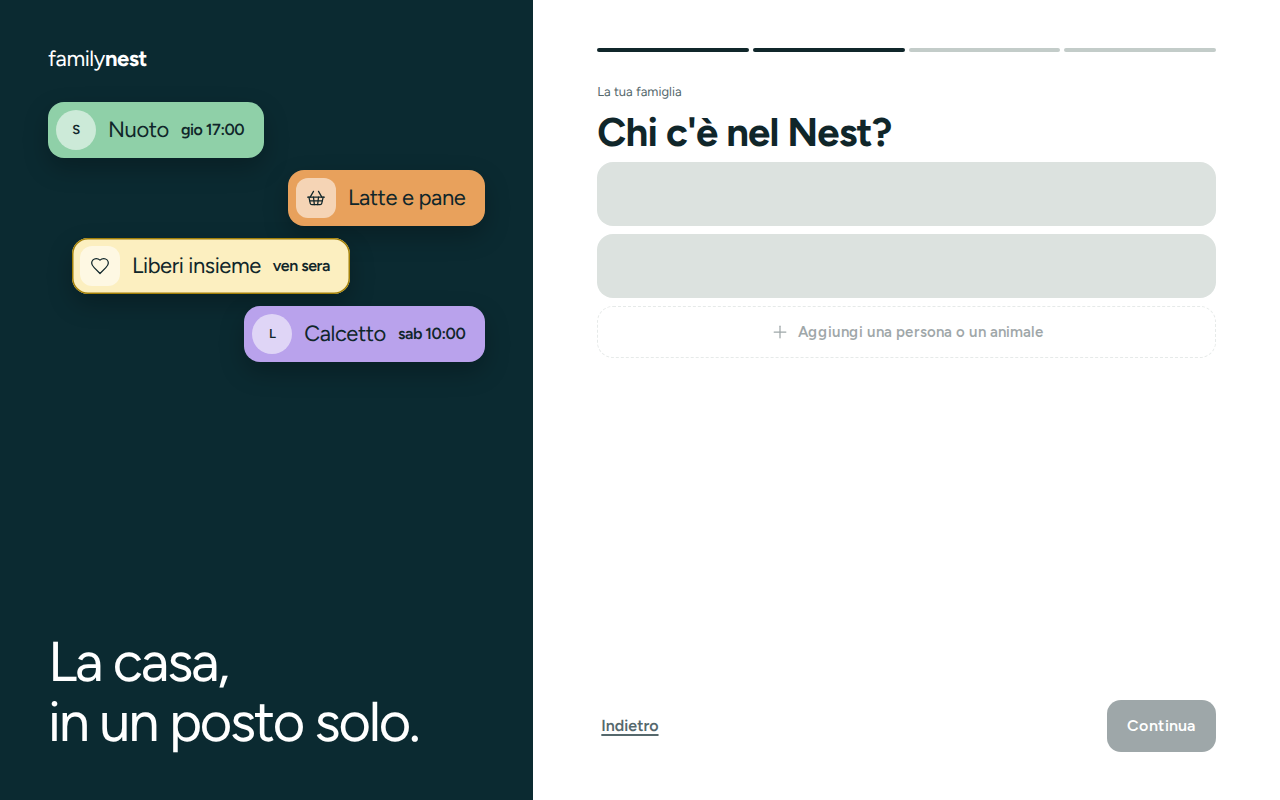 familynest
S Nuoto gio 17:00
Latte e pane
Liberi insieme ven sera
L Calcetto sab 10:00
La casa,
in un posto solo.
La tua famiglia
Chi c'è nel Nest?
Aggiungi una persona o un animale
Indietro
Continua